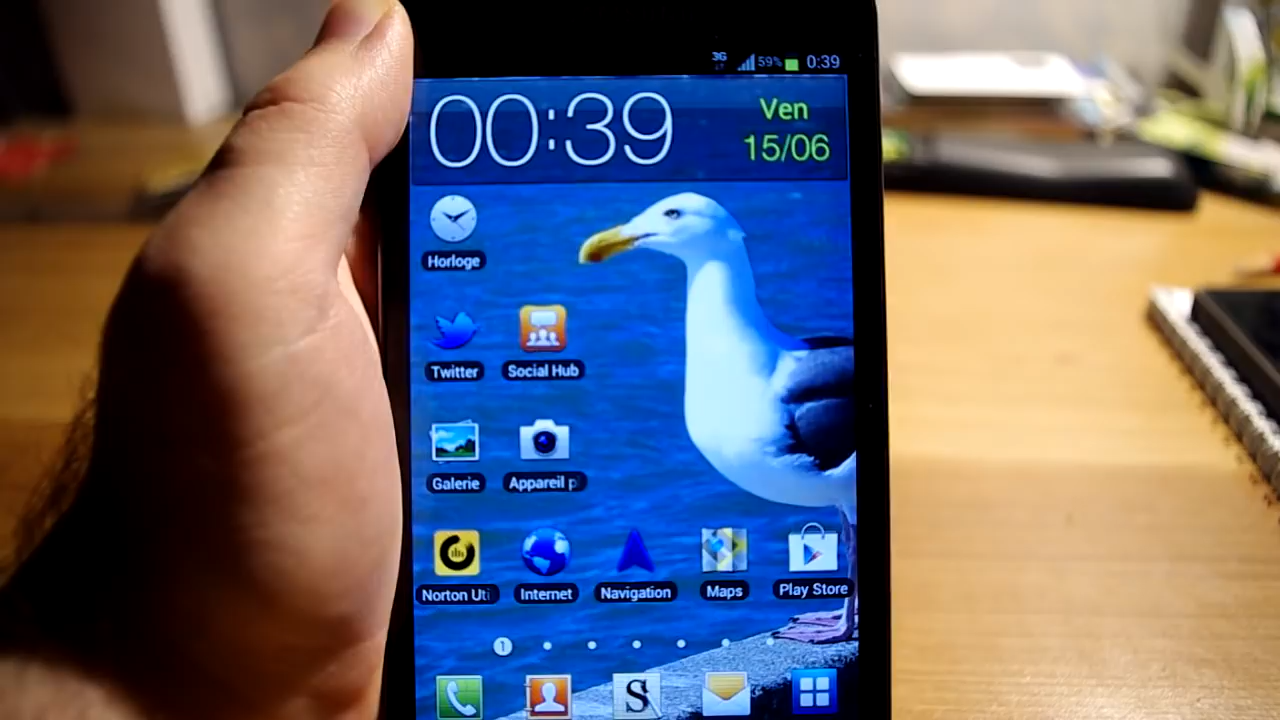 3G 59% 0:39
00:39
Ven
15/06
Horloge
Twitter
Social Hub
Galerie
Appareil p
Norton Uti
Internet
Navigation
Maps
Play Store
1
S